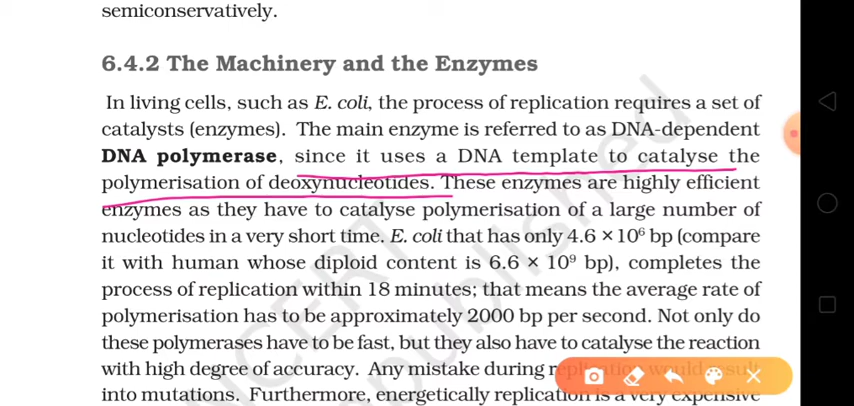 semiconservatively.
6.4.2 The Machinery and the Enzymes
In living cells, such as E. coli, the process of replication requires a set of
catalysts (enzymes). The main enzyme is referred to as DNA-dependent
DNA polymerase, since it uses a DNA template to catalyse the
polymerisation of deoxynucleotides. These enzymes are highly efficient
enzymes as they have to catalyse polymerisation of a large number of
nucleotides in a very short time. E. coli that has only 4.6 × 10⁶ bp (compare
it with human whose diploid content is 6.6 × 10⁹ bp), completes the
process of replication within 18 minutes; that means the average rate of
polymerisation has to be approximately 2000 bp per second. Not only do
these polymerases have to be fast, but they also have to catalyse the reaction
with high degree of accuracy. Any mistake during replication would result
into mutations. Furthermore, energetically replication is a very expensive
NCERT
republished